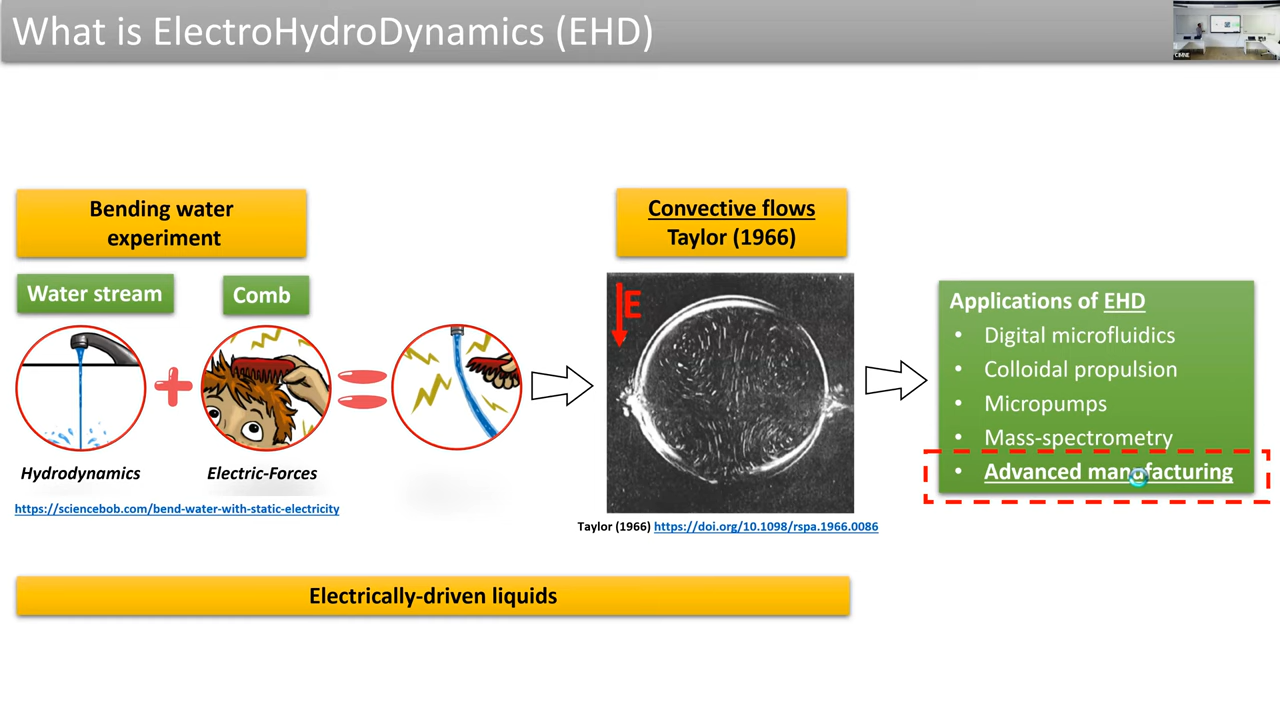 What is ElectroHydroDynamics (EHD)
CIMNE
Bending water
experiment
Convective flows
Taylor (1966)
Water stream
Comb
E
Hydrodynamics
Electric-Forces
https://sciencebob.com/bend-water-with-static-electricity
Taylor (1966) https://doi.org/10.1098/rspa.1966.0086
Applications of EHD
• Digital microfluidics
• Colloidal propulsion
• Micropumps
• Mass-spectrometry
• Advanced manufacturing
Electrically-driven liquids